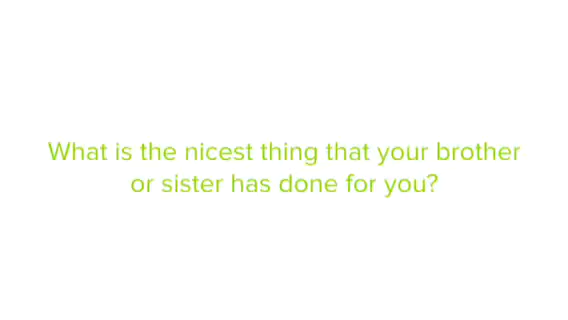 What is the nicest thing that your brother
or sister has done for you?